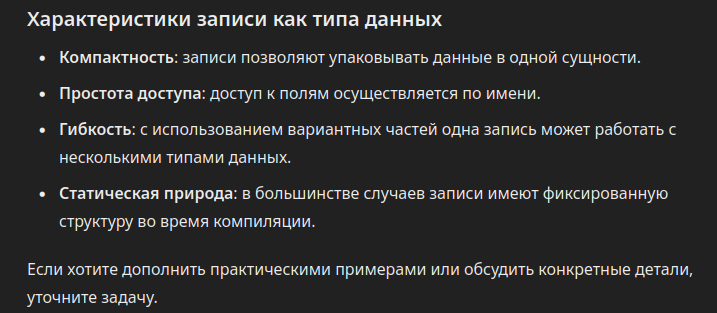 Характеристики записи как типа данных
• Компактность: записи позволяют упаковывать данные в одной сущности.
• Простота доступа: доступ к полям осуществляется по имени.
• Гибкость: с использованием вариантных частей одна запись может работать с
несколькими типами данных.
• Статическая природа: в большинстве случаев записи имеют фиксированную
структуру во время компиляции.
Если хотите дополнить практическими примерами или обсудить конкретные детали,
уточните задачу.